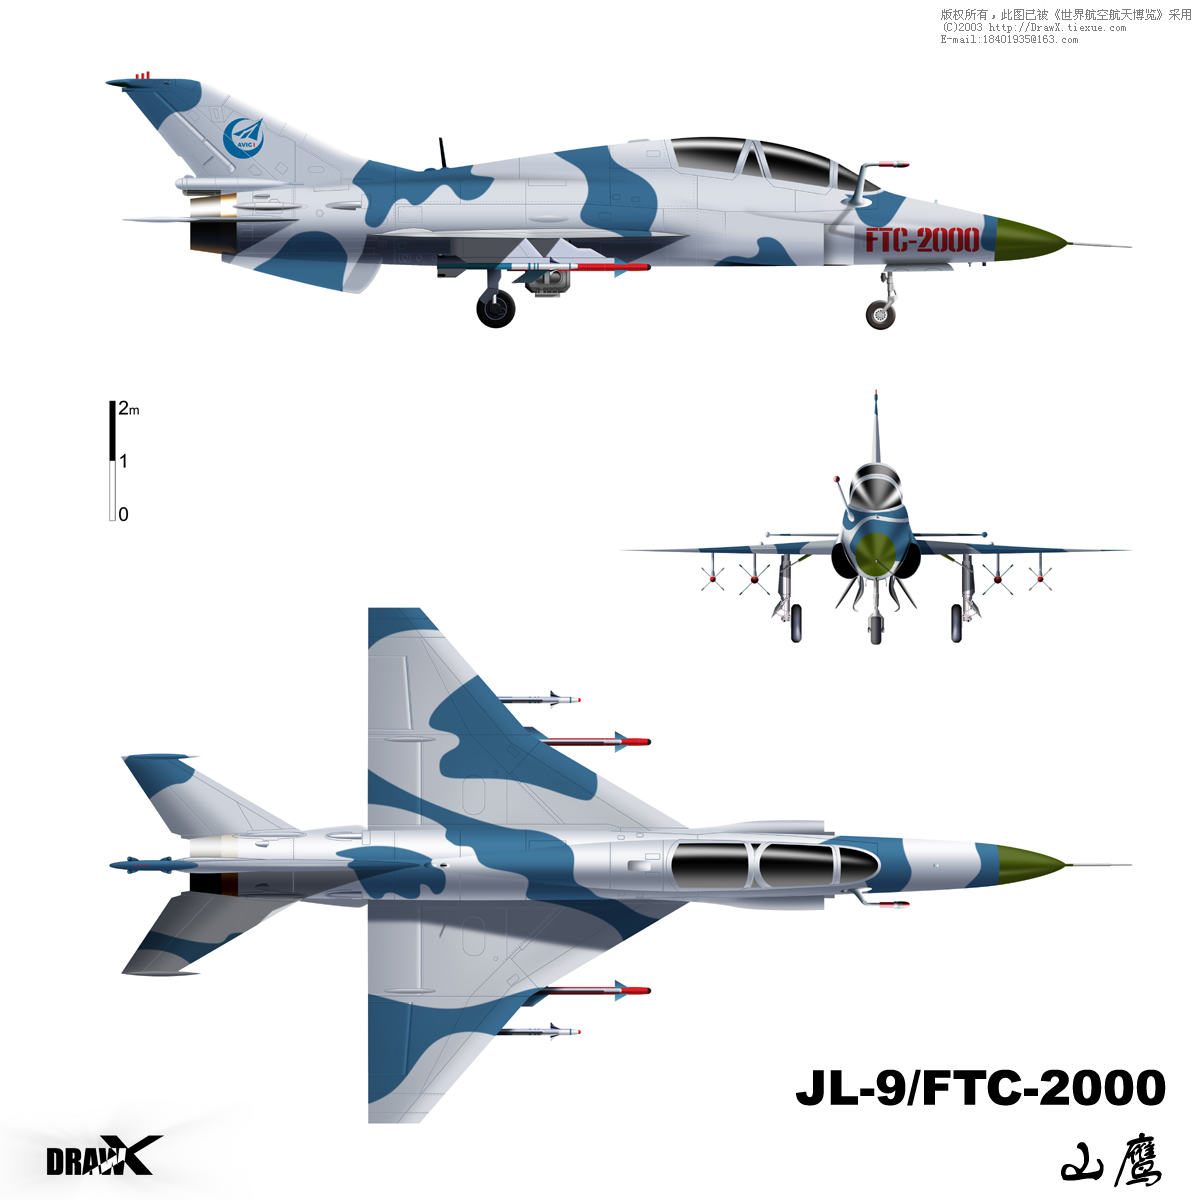 版权所有，此图已被《世界航空航天博览》采用
(C)2003 http://DrawX.tiexue.com
E-mail:18401935@163.com
AVIC I
FTC-2000
2m
1
0
JL-9/FTC-2000
山鹰
DRAWX